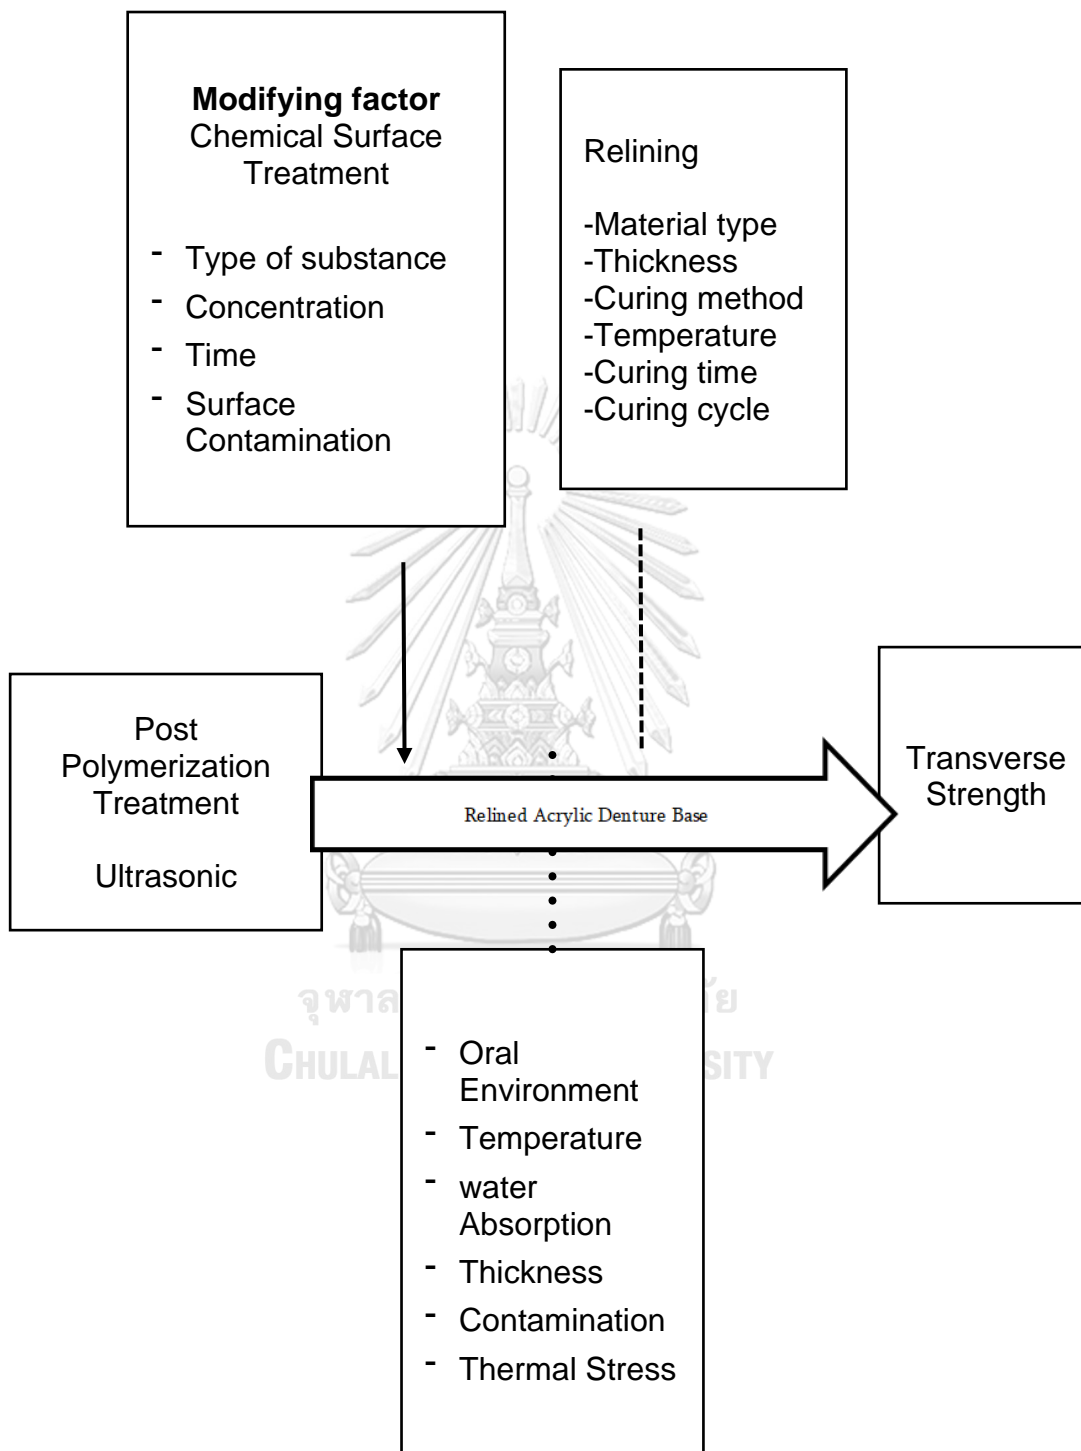 Modifying factor
Chemical Surface
Treatment
- Type of substance
- Concentration
- Time
- Surface
Contamination
Relining
-Material type
-Thickness
-Curing method
-Temperature
-Curing time
-Curing cycle
Post
Polymerization
Treatment
Ultrasonic
Relined Acrylic Denture Base
Transverse
Strength
- Oral
Environment
- Temperature
- water
Absorption
- Thickness
- Contamination
- Thermal Stress